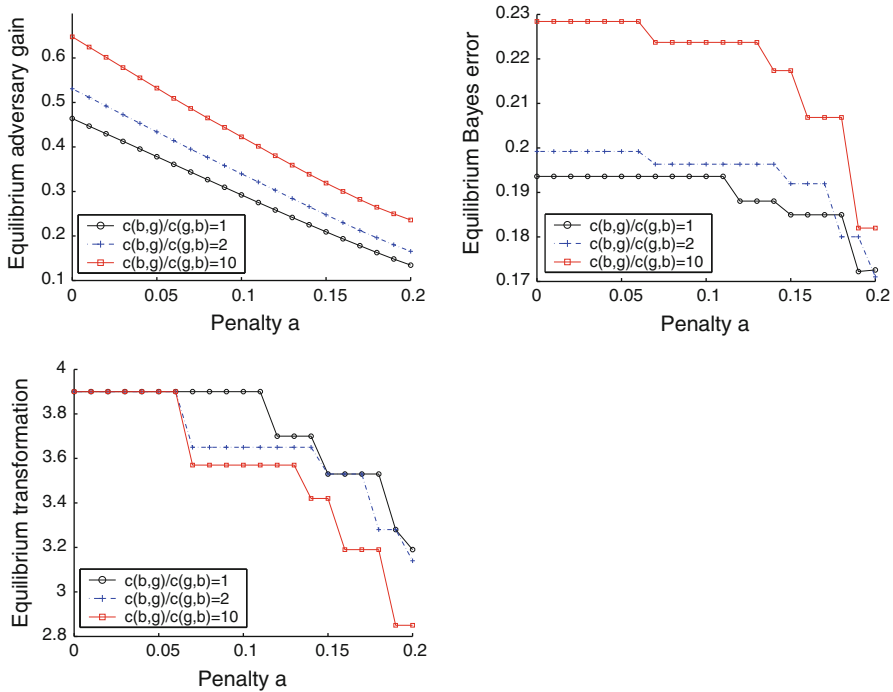 Equilibrium adversary gain
0.6
0.5
0.4
0.3
0.2
0.1
c(b,g)/c(g,b)=1
c(b,g)/c(g,b)=2
c(b,g)/c(g,b)=10
0
0.05
0.1
0.15
0.2
Penalty a
Equilibrium Bayes error
0.23
0.22
0.21
0.2
0.19
0.18
0.17
c(b,g)/c(g,b)=1
c(b,g)/c(g,b)=2
c(b,g)/c(g,b)=10
0
0.05
0.1
0.15
0.2
Penalty a
Equilibrium transformation
4
3.8
3.6
3.4
3.2
3
2.8
c(b,g)/c(g,b)=1
c(b,g)/c(g,b)=2
c(b,g)/c(g,b)=10
0
0.05
0.1
0.15
0.2
Penalty a